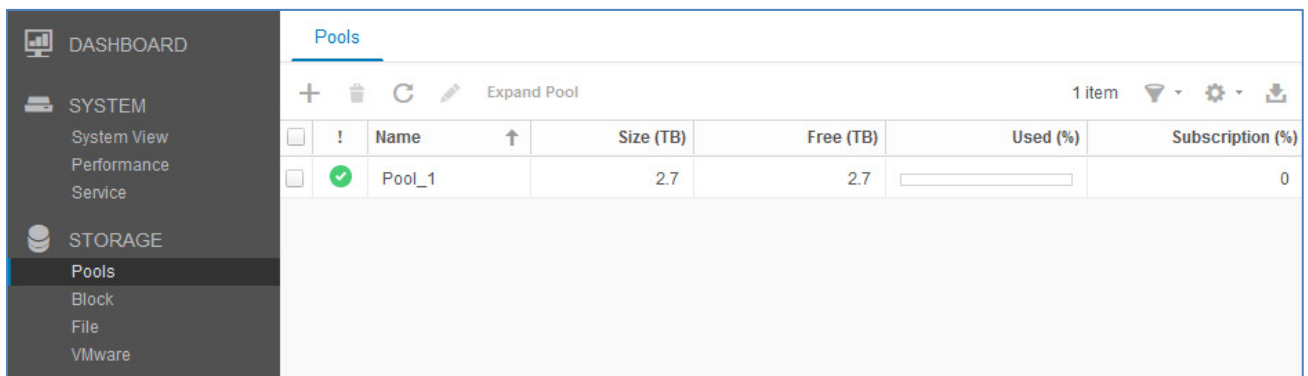 DASHBOARD
SYSTEM
System View
Performance
Service
STORAGE
Pools
Block
File
VMware
Pools
Expand Pool 1 item
! Name Size (TB) Free (TB) Used (%) Subscription (%)
Pool_1 2.7 2.7 0